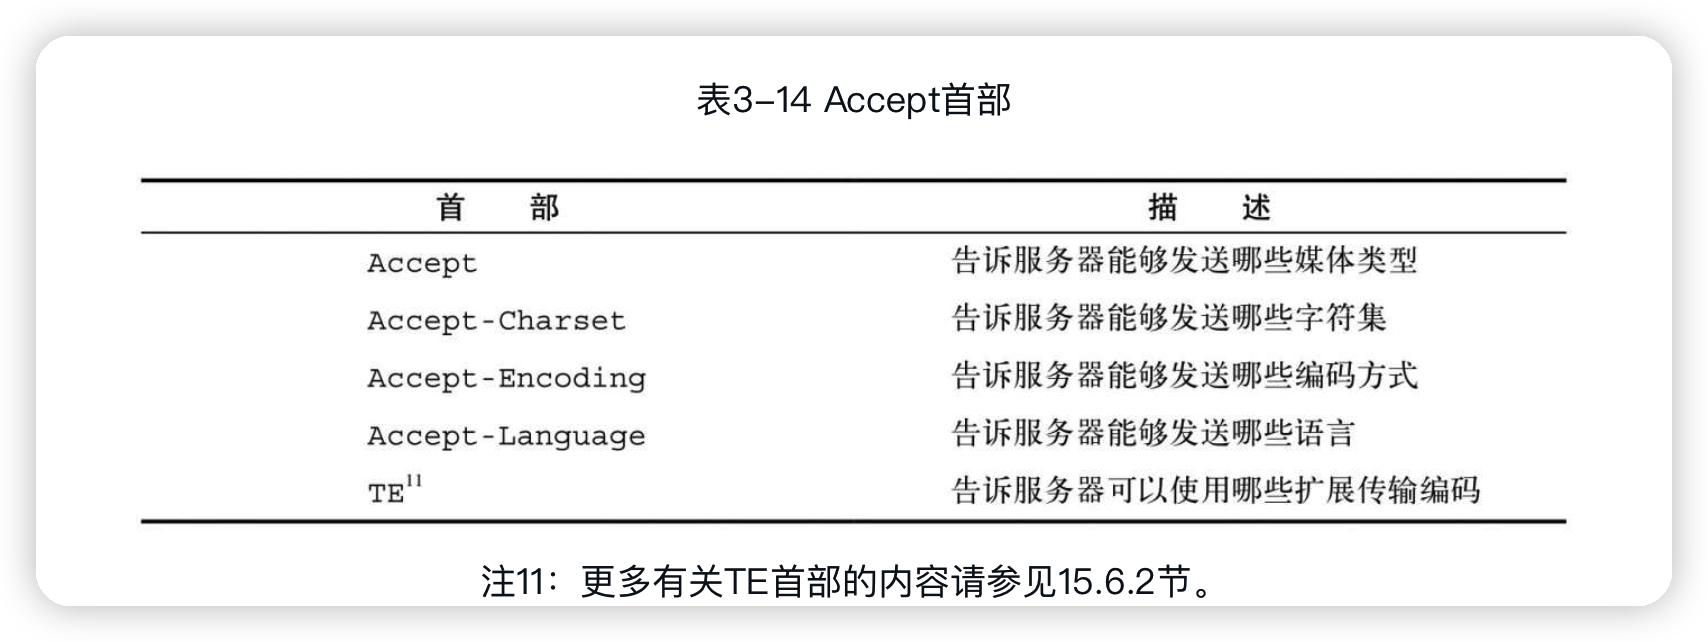 表3–14 Accept首部
首 部 描 述
Accept 告诉服务器能够发送哪些媒体类型
Accept-Charset 告诉服务器能够发送哪些字符集
Accept-Encoding 告诉服务器能够发送哪些编码方式
Accept-Language 告诉服务器能够发送哪些语言
TE11 告诉服务器可以使用哪些扩展传输编码
注11：更多有关TE首部的内容请参见15.6.2节。